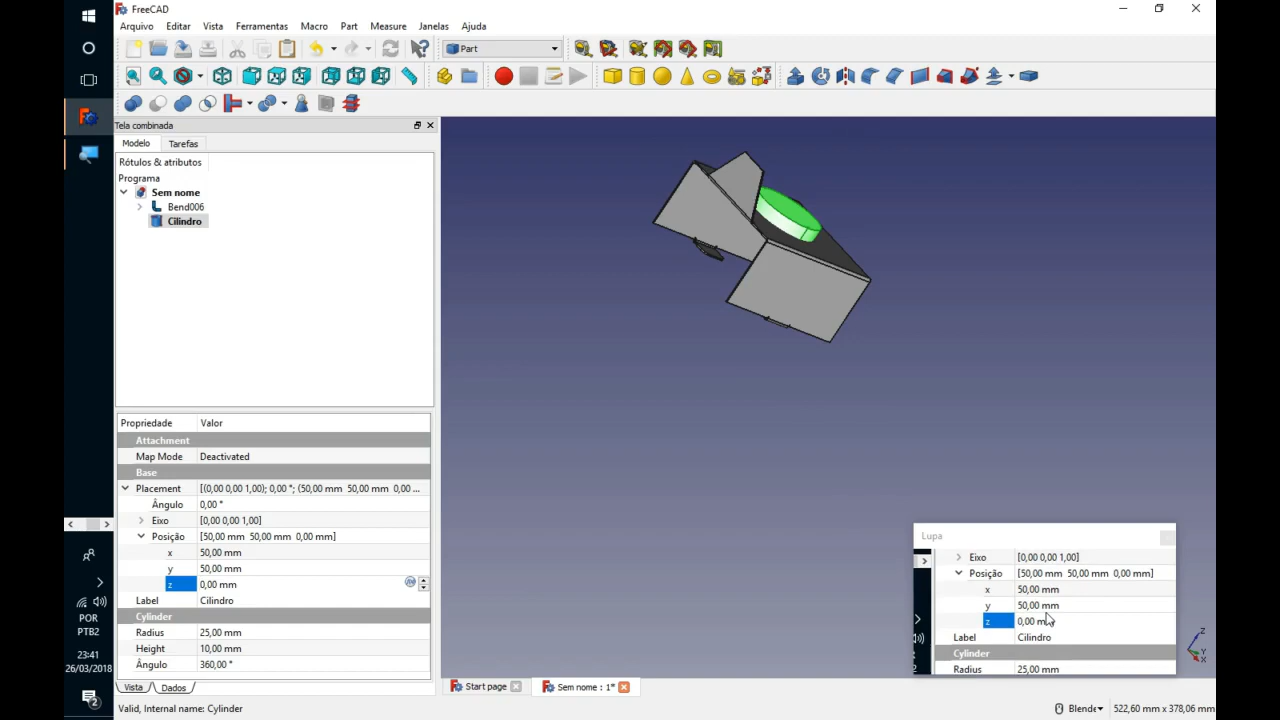 FreeCAD
Arquivo Editar Vista Ferramentas Macro Part Measure Janelas Ajuda
Part
Tela combinada
Modelo Tarefas
Rótulos & atributos
Programa
Sem nome
Bend006
Cilindro
Propriedade Valor
Attachment
Map Mode Deactivated
Base
Placement [(0,00 0,00 1,00); 0,00 °; (50,00 mm 50,00 mm 0,00 ...
Ângulo 0,00 °
Eixo [0,00 0,00 1,00]
Posição [50,00 mm 50,00 mm 0,00 mm]
x 50,00 mm
y 50,00 mm
z 0,00 mm
Label Cilindro
Cylinder
Radius 25,00 mm
Height 10,00 mm
Ângulo 360,00 °
Vista Dados
Valid, Internal name: Cylinder
Start page
Sem nome : 1*
Lupa
Eixo [0,00 0,00 1,00]
Posição [50,00 mm 50,00 mm 0,00 mm]
x 50,00 mm
y 50,00 mm
z 0,00 mm
Label Cilindro
Cylinder
Radius 25,00 mm
Z
Y
X
Blende
522,60 mm x 378,06 mm
POR
PTB2
23:41
26/03/2018
2